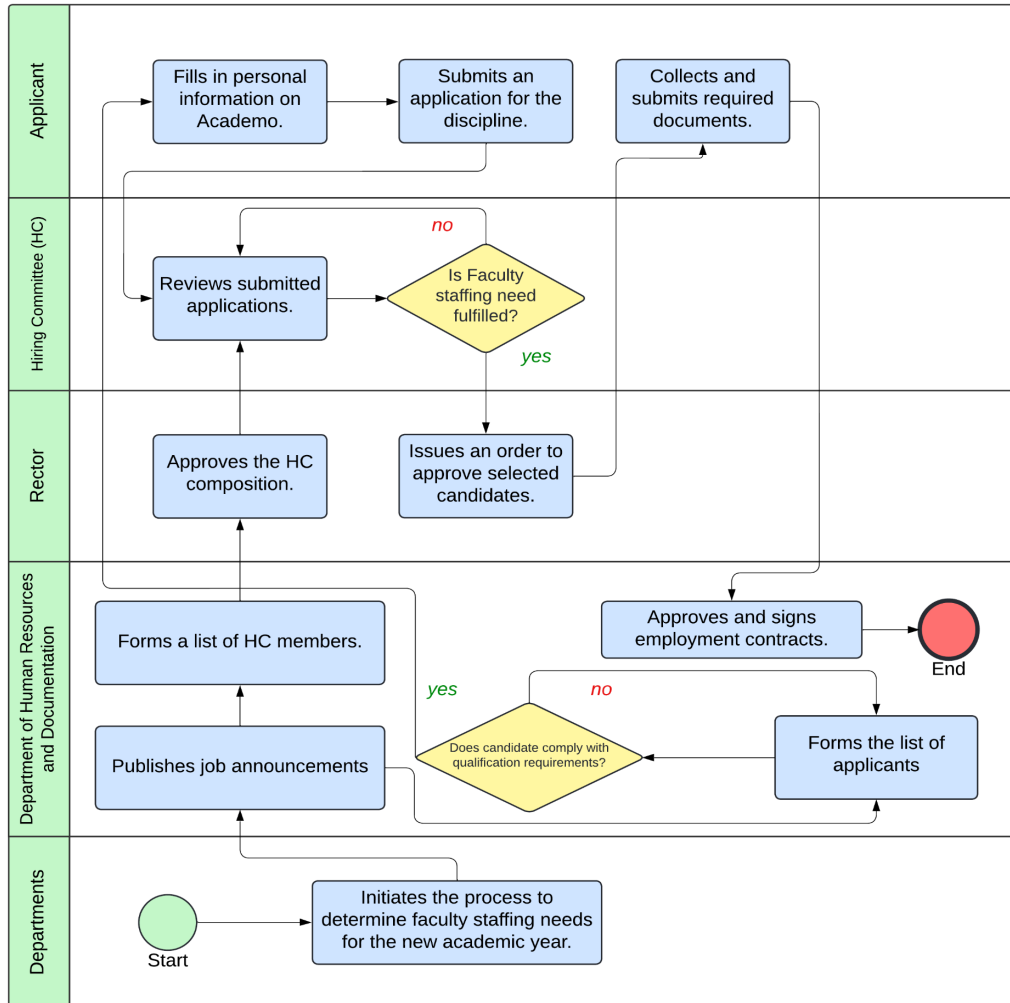 Applicant
Fills in personal
information on
Academo.
Submits an
application for the
discipline.
Collects and
submits required
documents.
Hiring Committee (HC)
no
Reviews submitted
applications.
Is Faculty
staffing need
fulfilled?
yes
Rector
Approves the HC
composition.
Issues an order to
approve selected
candidates.
Department of Human Resources
and Documentation
Forms a list of HC members.
Approves and signs
employment contracts.
End
yes
no
Publishes job announcements
Does candidate comply with
qualification requirements?
Forms the list of
applicants
Departments
Start
Initiates the process to
determine faculty staffing needs
for the new academic year.